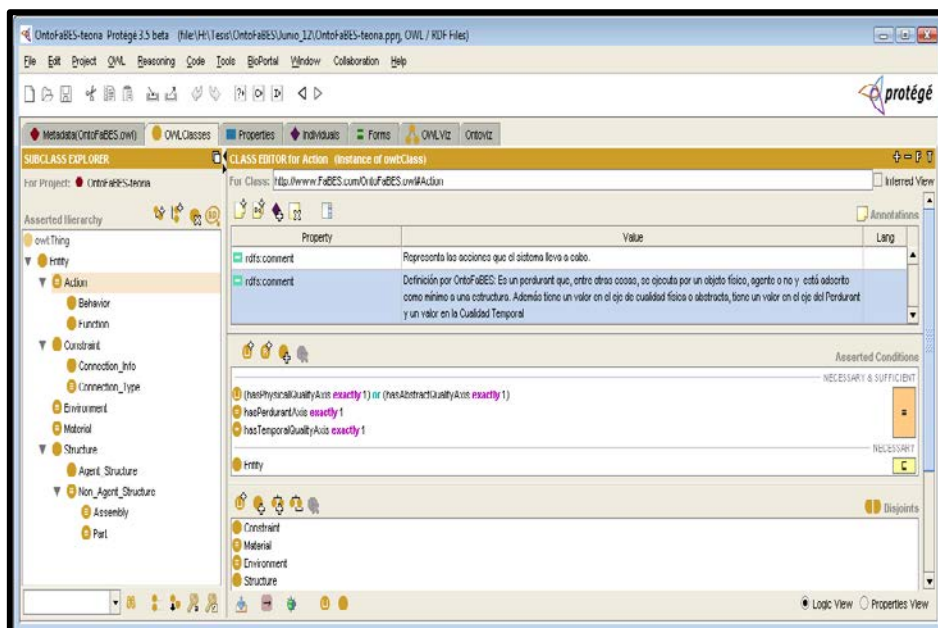 OntoFaBES-teoria Protégé 3.5 beta (file:\H:\Tesis\OntoFaBES\Junio_12\OntoFaBES-teoria.pprj, OWL / RDF Files)
File Edit Project OWL Reasoning Code Tools BioPortal Window Collaboration Help
protégé
Metadata(OntoFaBES.owl) OWLClasses Properties Individuals Forms OWLViz Ontoviz
SUBCLASS EXPLORER
For Project: OntoFaBES-teoria
Asserted Hierarchy
owl:Thing
Entity
Action
Behavior
Function
Constraint
Connection_Info
Connection_Type
Environment
Material
Structure
Agent_Structure
Non_Agent_Structure
Assembly
Part
CLASS EDITOR for Action (instance of owl:Class)
For Class: http://www.FaBES.com/OntoFaBES.owl#Action
Inferred View
Annotations
Property Value Lang
rdfs:comment Representa las acciones que el sistema lleva a cabo.
rdfs:comment Definición por OntoFaBES: Es un perdurant que, entre otras cosas, se ejecuta por un objeto físico, agente o no y está adscrito
como mínimo a una estructura. Además tiene un valor en el eje de cualidad física o abstracta, tiene un valor en el eje del Perdurant
y un valor en la Cualidad Temporal
Asserted Conditions
NECESSARY & SUFFICIENT
(hasPhysicalQualityAxis exactly 1) or (hasAbstractQualityAxis exactly 1)
hasPerdurantAxis exactly 1
hasTemporalQualityAxis exactly 1
NECESSARY
Entity
Disjoints
Constraint
Material
Environment
Structure
Logic View Properties View